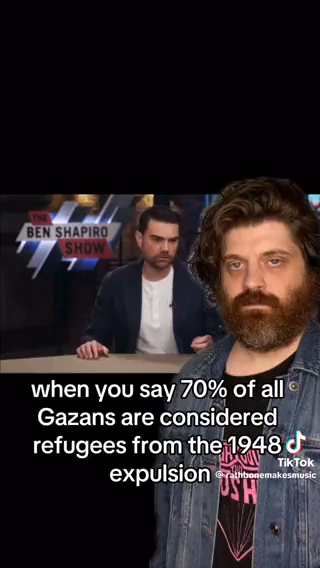 THE
BEN SHAPIRO
SHOW
when you say 70% of all
Gazans are considered
refugees from the 1948
expulsion
TikTok
@rathbonemakesmusic